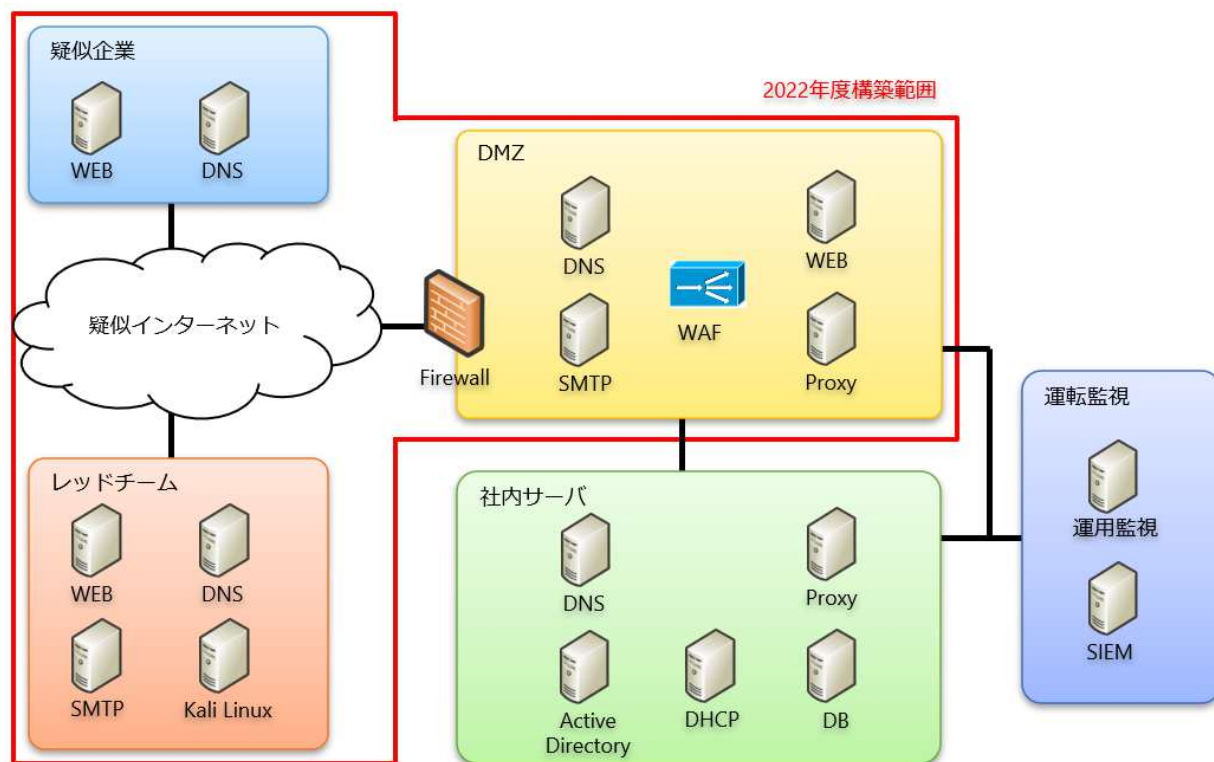 疑似企業
WEB
DNS
2022年度構築範囲
疑似インターネット
Firewall
DMZ
DNS
WEB
WAF
SMTP
Proxy
レッドチーム
WEB
DNS
SMTP
Kali Linux
社内サーバ
DNS
Proxy
Active
Directory
DHCP
DB
運転監視
運用監視
SIEM